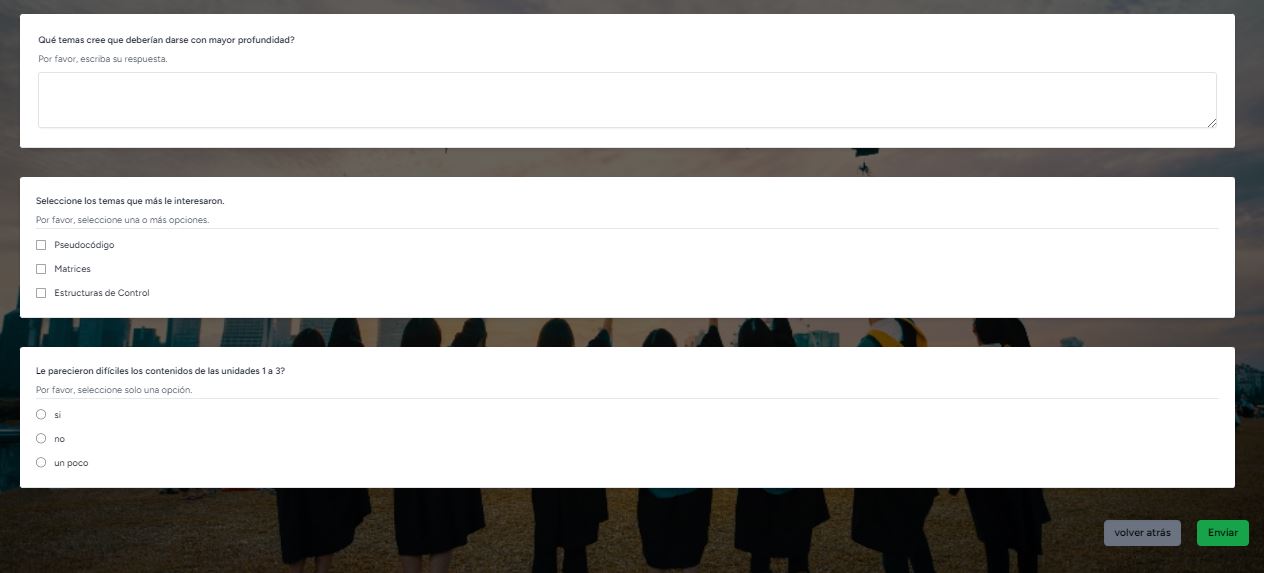 Qué temas cree que deberían darse con mayor profundidad?
Por favor, escriba su respuesta.
Seleccione los temas que más le interesaron.
Por favor, seleccione una o más opciones.
Pseudocódigo
Matrices
Estructuras de Control
Le parecieron difíciles los contenidos de las unidades 1 a 3?
Por favor, seleccione solo una opción.
si
no
un poco
volver atrás
Enviar